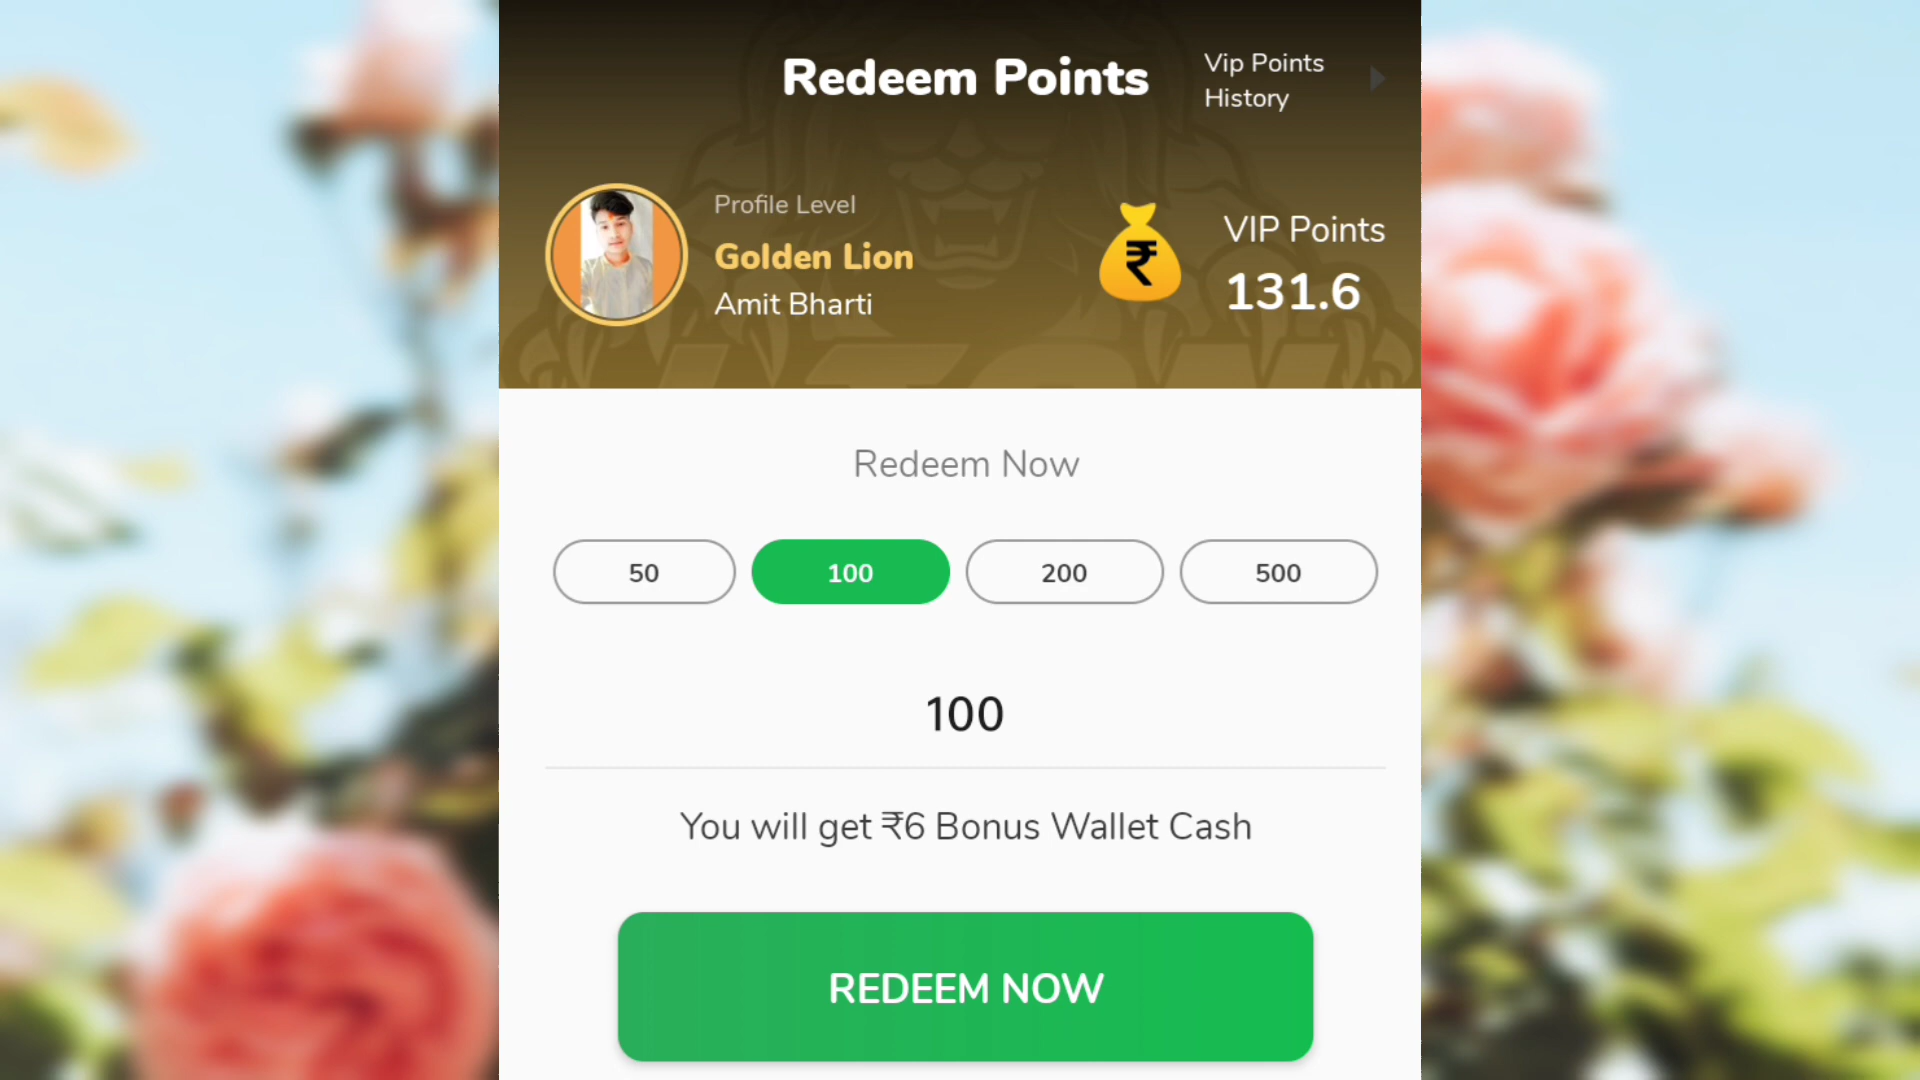 Redeem Points
Vip Points
History
Profile Level
Golden Lion
Amit Bharti
VIP Points
131.6
Redeem Now
50
100
200
500
100
You will get ₹6 Bonus Wallet Cash
REDEEM NOW